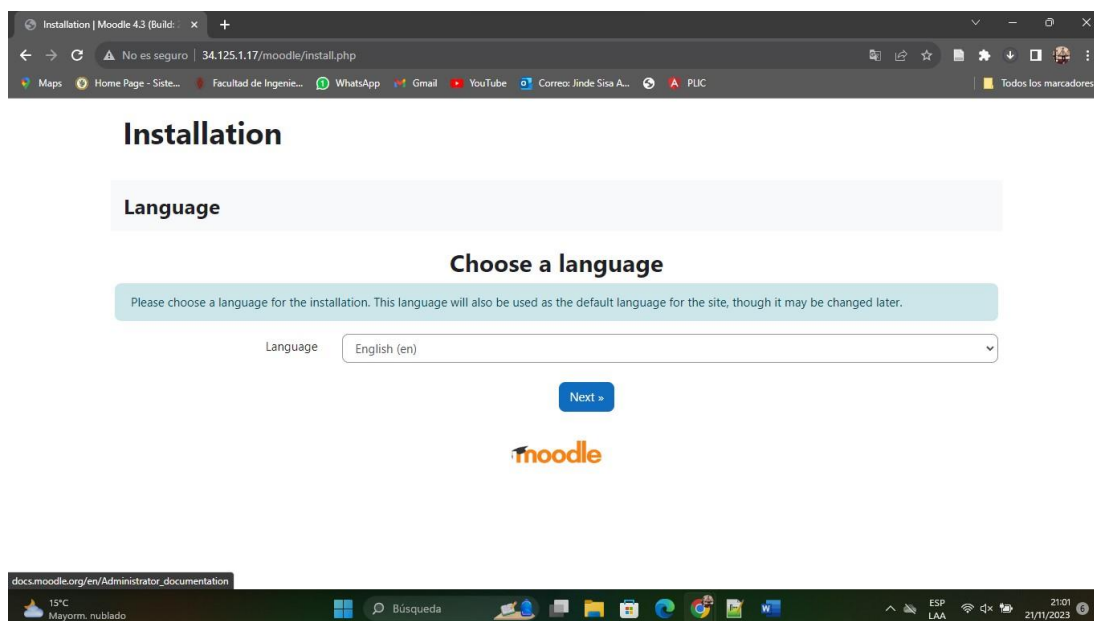 Installation | Moodle 4.3 (Build: 2
No es seguro | 34.125.1.17/moodle/install.php
Maps Home Page - Siste... Facultad de Ingenie... WhatsApp Gmail YouTube Correo: Jinde Sisa A... PUC Todos los marcadores
Installation
Language
Choose a language
Please choose a language for the installation. This language will also be used as the default language for the site, though it may be changed later.
Language English (en)
Next »
moodle
docs.moodle.org/en/Administrator_documentation
15°C
Mayorm. nublado
Búsqueda
ESP
LAA
21:01
21/11/2023
6